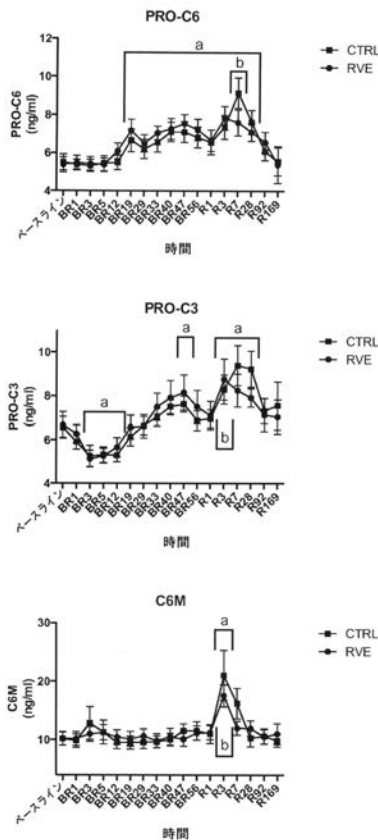 PRO-C6
a
b
CTRL
RVE
PRO-C6
(ng/ml)
12
10
8
6
4
ベースライン
BR1
BR3
BR5
BR12
BR19
BR29
BR33
BR40
BR47
BR56
R1
R3
R7
R28
R92
R169
時間
PRO-C3
a
a
a
b
CTRL
RVE
PRO-C3
(ng/ml)
10
8
6
4
ベースライン
BR1
BR3
BR5
BR12
BR19
BR29
BR33
BR40
BR47
BR56
R1
R3
R7
R28
R92
R169
時間
C6M
a
b
CTRL
RVE
C6M
(ng/ml)
30
20
10
ベースライン
BR1
BR3
BR5
BR12
BR19
BR29
BR33
BR40
BR47
BR56
R1
R3
R7
R28
R92
R169
時間